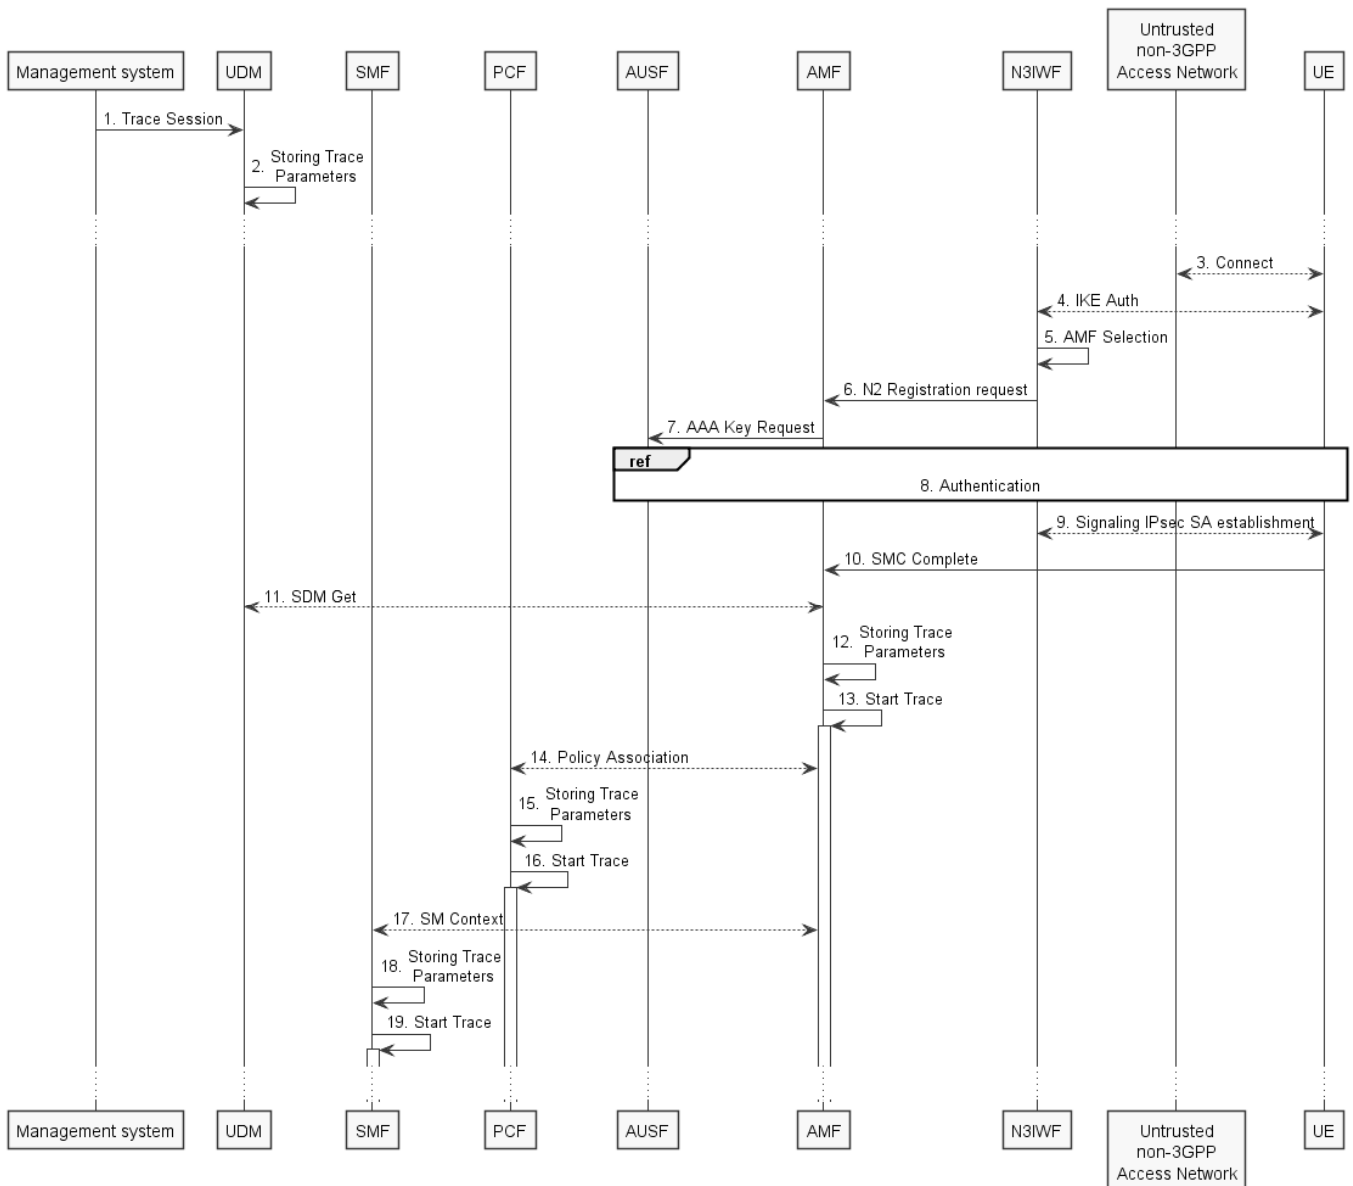 Untrusted
non-3GPP
Access Network
Management system
UDM
SMF
PCF
AUSF
AMF
N3IWF
UE
1. Trace Session
2. Storing Trace
Parameters
3. Connect
4. IKE Auth
5. AMF Selection
6. N2 Registration request
7. AAA Key Request
ref
8. Authentication
9. Signaling IPsec SA establishment
10. SMC Complete
11. SDM Get
12. Storing Trace
Parameters
13. Start Trace
14. Policy Association
15. Storing Trace
Parameters
16. Start Trace
17. SM Context
18. Storing Trace
Parameters
19. Start Trace
Management system
UDM
SMF
PCF
AUSF
AMF
N3IWF
Untrusted
non-3GPP
Access Network
UE